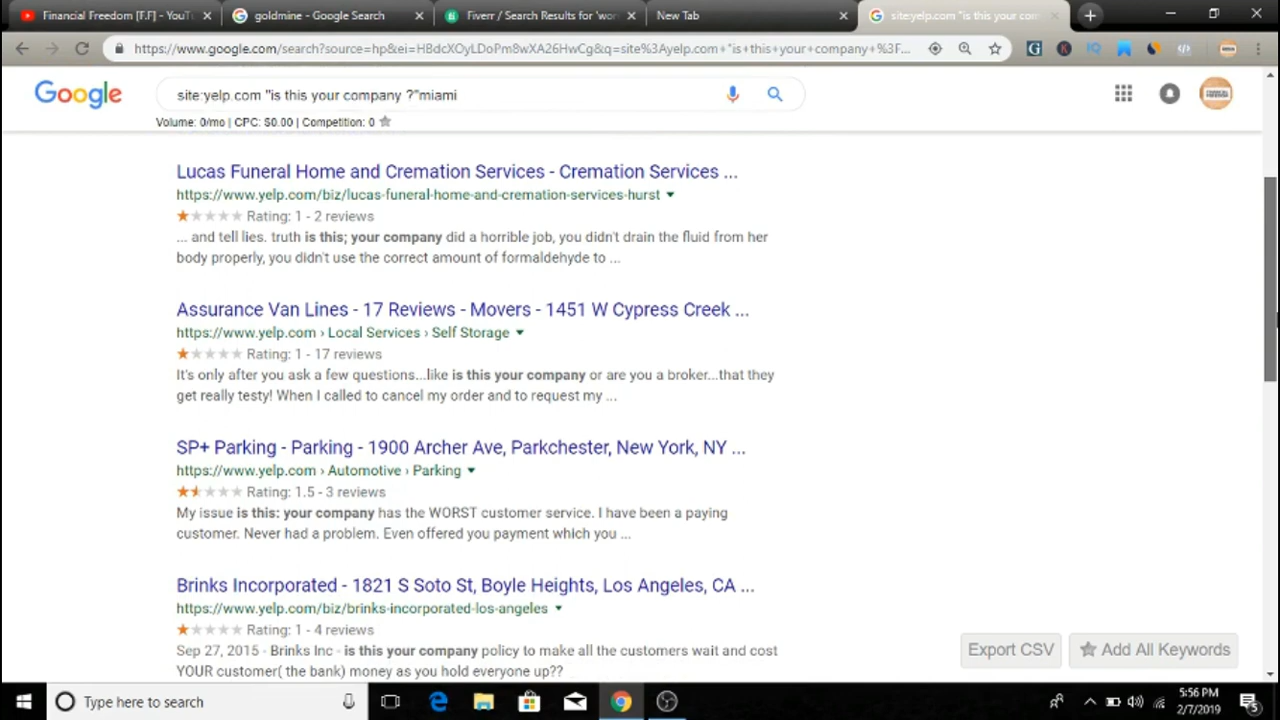 Financial Freedom [F.F] - YouT
goldmine - Google Search
Fiverr / Search Results for 'wor
New Tab
site:yelp.com "is this your com
https://www.google.com/search?source=hp&ei=HBdcXOyLDoPm8wXA26HwCg&q=site%3Ayelp.com+"is+this+your+company+%3F...
Google
site:yelp.com "is this your company ?"miami
Volume: 0/mo | CPC: $0.00 | Competition: 0
Lucas Funeral Home and Cremation Services - Cremation Services ...
https://www.yelp.com/biz/lucas-funeral-home-and-cremation-services-hurst
Rating: 1 - 2 reviews
... and tell lies. truth is this; your company did a horrible job, you didn't drain the fluid from her
body properly, you didn't use the correct amount of formaldehyde to ...
Assurance Van Lines - 17 Reviews - Movers - 1451 W Cypress Creek ...
https://www.yelp.com › Local Services › Self Storage
Rating: 1 - 17 reviews
It's only after you ask a few questions...like is this your company or are you a broker...that they
get really testy! When I called to cancel my order and to request my ...
SP+ Parking - Parking - 1900 Archer Ave, Parkchester, New York, NY ...
https://www.yelp.com › Automotive › Parking
Rating: 1.5 - 3 reviews
My issue is this: your company has the WORST customer service. I have been a paying
customer. Never had a problem. Even offered you payment which you ...
Brinks Incorporated - 1821 S Soto St, Boyle Heights, Los Angeles, CA ...
https://www.yelp.com/biz/brinks-incorporated-los-angeles
Rating: 1 - 4 reviews
Sep 27, 2015 - Brinks Inc - is this your company policy to make all the customers wait and cost
YOUR customer( the bank) money as you hold everyone up??
Export CSV
Add All Keywords
Type here to search
5:56 PM
2/7/2019
5